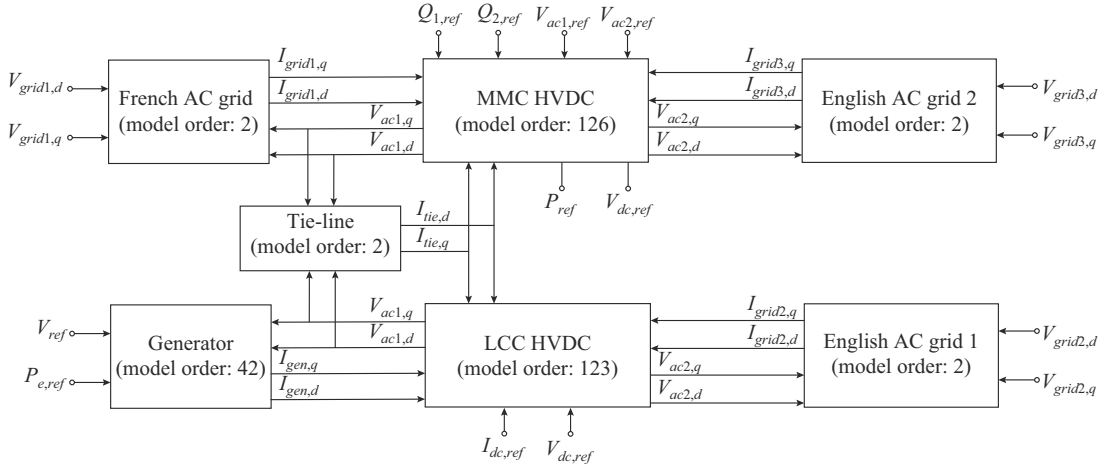 Q1,ref Q2,ref Vac1,ref Vac2,ref
Vgrid1,d
Vgrid1,q
French AC grid
(model order: 2)
Igrid1,q
Igrid1,d
Vac1,q
Vac1,d
MMC HVDC
(model order: 126)
Igrid3,q
Igrid3,d
Vac2,q
Vac2,d
English AC grid 2
(model order: 2)
Vgrid3,d
Vgrid3,q
Pref Vdc,ref
Tie-line
(model order: 2)
Itie,d
Itie,q
Vref
Pe,ref
Generator
(model order: 42)
Vac1,q
Vac1,d
Igen,q
Igen,d
LCC HVDC
(model order: 123)
Igrid2,q
Igrid2,d
Vac2,q
Vac2,d
English AC grid 1
(model order: 2)
Vgrid2,d
Vgrid2,q
Idc,ref Vdc,ref